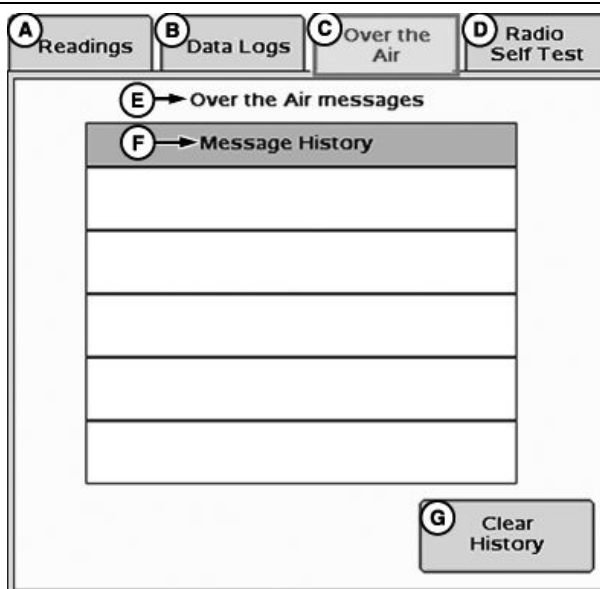 A Readings
B Data Logs
C Over the
Air
D Radio
Self Test
E Over the Air messages
F Message History
G Clear
History